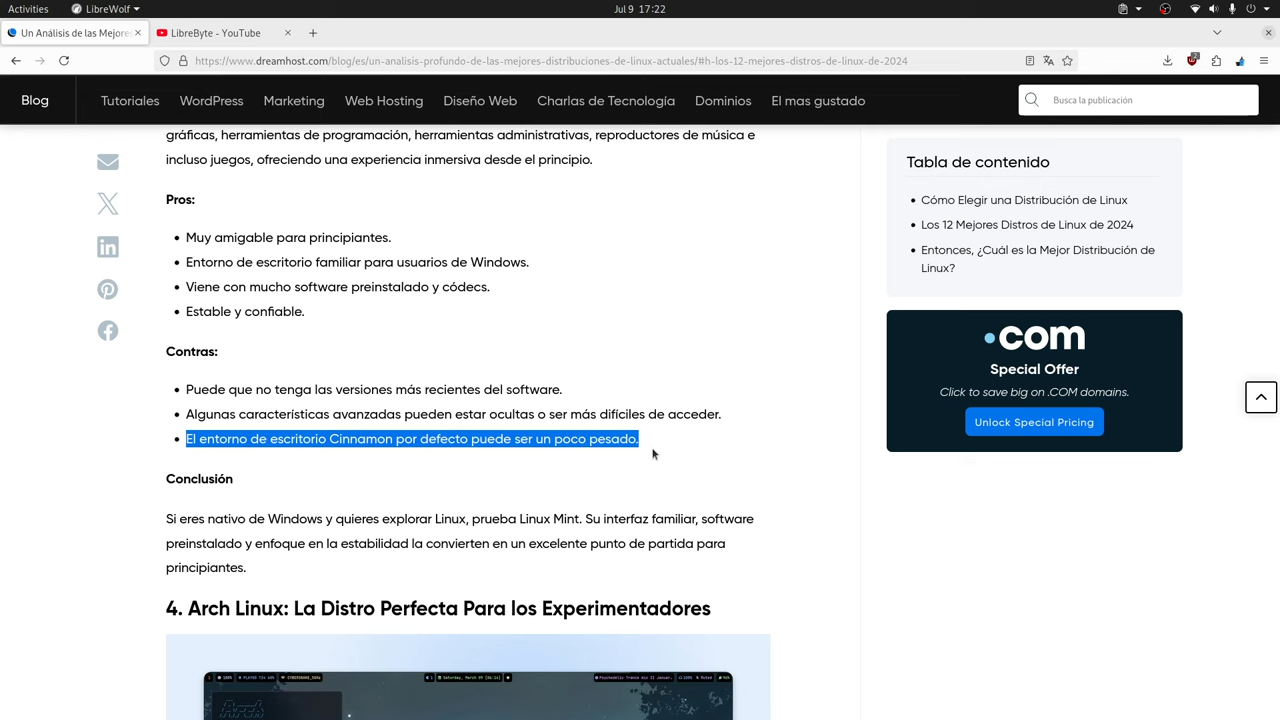 Activities
LibreWolf
Jul 9 17:22
Un Análisis de las Mejores
LibreByte - YouTube
https://www.dreamhost.com/blog/es/un-analisis-profundo-de-las-mejores-distribuciones-de-linux-actuales/#h-los-12-mejores-distros-de-linux-de-2024
Blog
Tutoriales
WordPress
Marketing
Web Hosting
Diseño Web
Charlas de Tecnología
Dominios
El mas gustado
Busca la publicación
gráficas, herramientas de programación, herramientas administrativas, reproductores de música e
incluso juegos, ofreciendo una experiencia inmersiva desde el principio.
Pros:
Muy amigable para principiantes.
Entorno de escritorio familiar para usuarios de Windows.
Viene con mucho software preinstalado y códecs.
Estable y confiable.
Contras:
Puede que no tenga las versiones más recientes del software.
Algunas características avanzadas pueden estar ocultas o ser más difíciles de acceder.
El entorno de escritorio Cinnamon por defecto puede ser un poco pesado.
Conclusión
Si eres nativo de Windows y quieres explorar Linux, prueba Linux Mint. Su interfaz familiar, software
preinstalado y enfoque en la estabilidad la convierten en un excelente punto de partida para
principiantes.
4. Arch Linux: La Distro Perfecta Para los Experimentadores
Tabla de contenido
Cómo Elegir una Distribución de Linux
Los 12 Mejores Distros de Linux de 2024
Entonces, ¿Cuál es la Mejor Distribución de
Linux?
.com
Special Offer
Click to save big on .COM domains.
Unlock Special Pricing